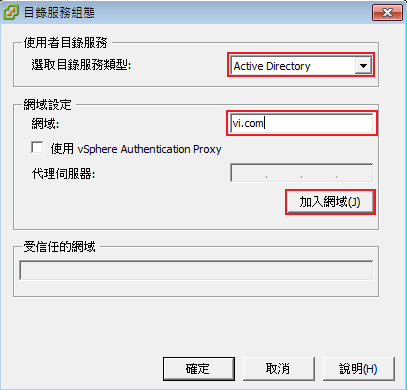 目錄服務組態
使用者目錄服務
選取目錄服務類型: Active Directory
網域設定
網域: vi.com
使用 vSphere Authentication Proxy
代理伺服器: . . .
加入網域(J)
受信任的網域
確定 取消 說明(H)